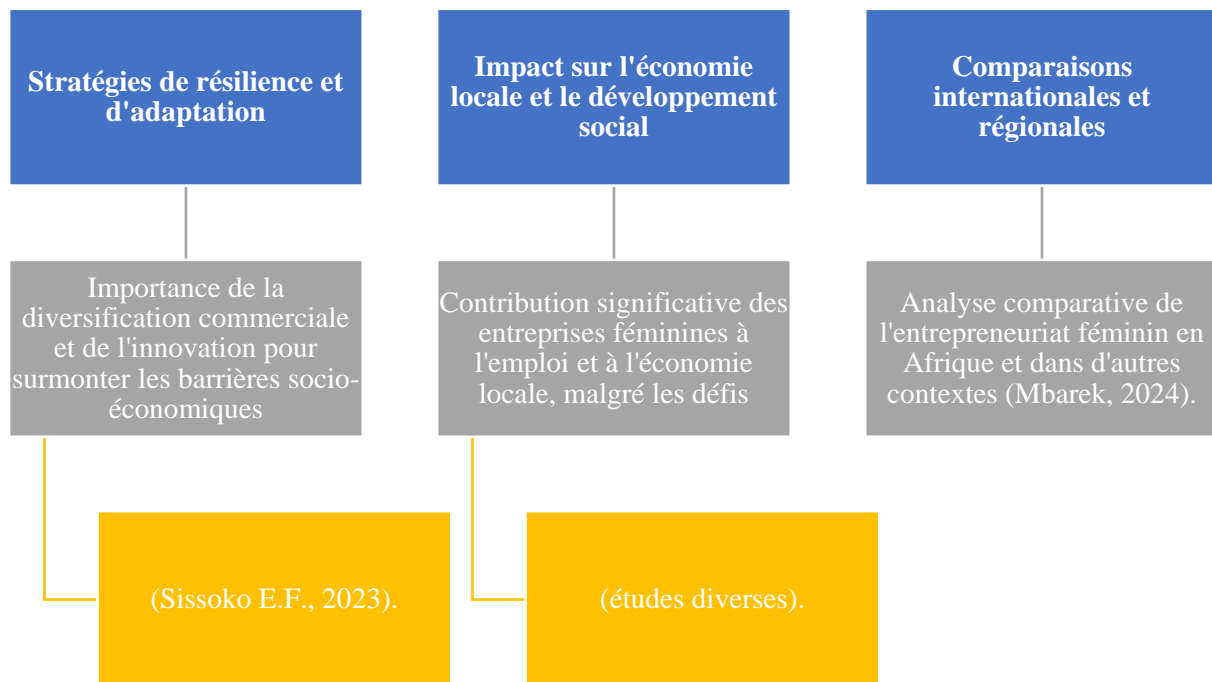 Stratégies de résilience et
d'adaptation
Impact sur l'économie
locale et le développement
social
Comparaisons
internationales et
régionales
Importance de la
diversification commerciale
et de l'innovation pour
surmonter les barrières socio-
économiques
Contribution significative des
entreprises féminines à
l'emploi et à l'économie
locale, malgré les défis
Analyse comparative de
l'entrepreneuriat féminin en
Afrique et dans d'autres
contextes (Mbarek, 2024).
(Sissoko E.F., 2023).
(études diverses).